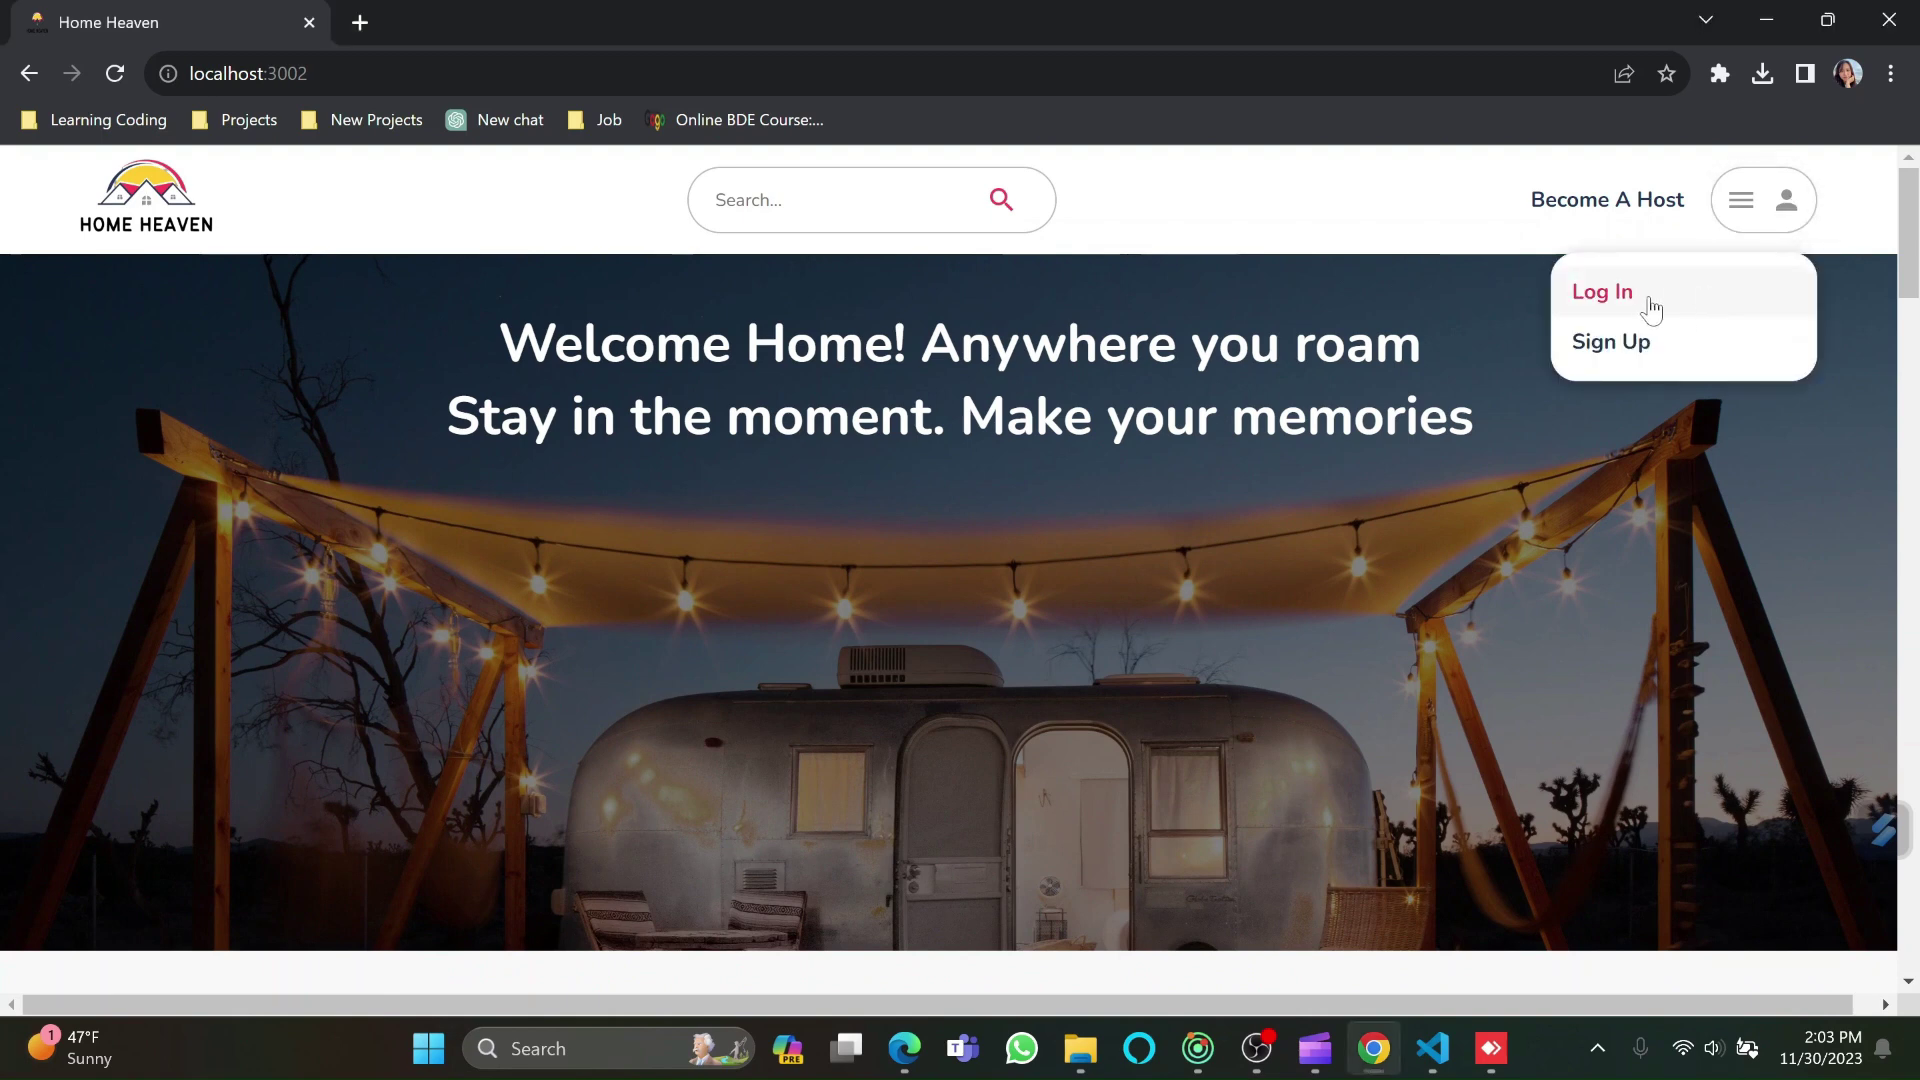 Home Heaven
localhost:3002
Learning Coding
Projects
New Projects
New chat
Job
Online BDE Course:...
HOME HEAVEN
Search...
Become A Host
Log In
Sign Up
Welcome Home! Anywhere you roam
Stay in the moment. Make your memories
1
47°F
Sunny
Search
PRE
2:03 PM
11/30/2023